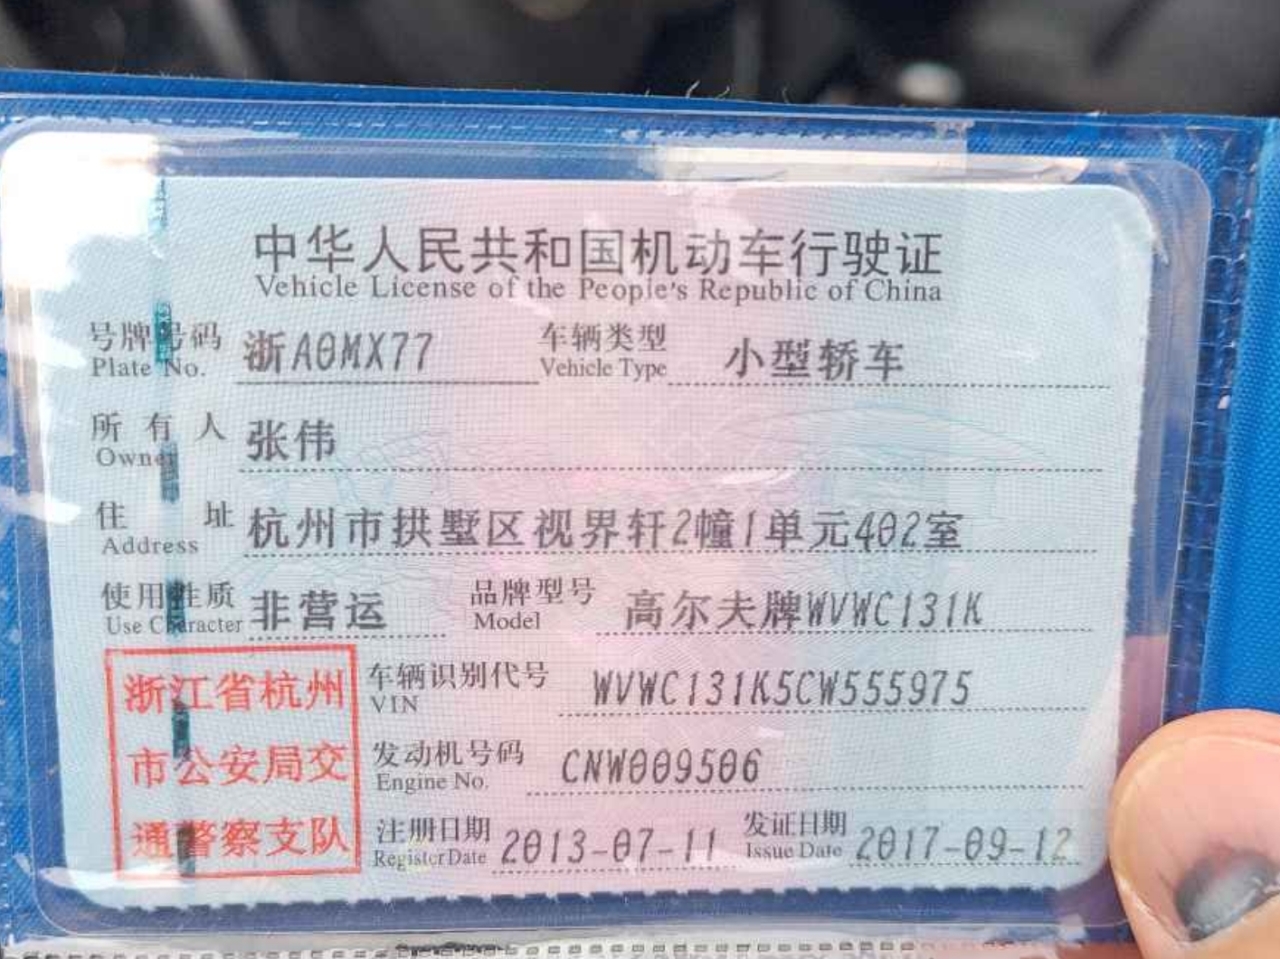 中华人民共和国机动车行驶证
Vehicle License of the People's Republic of China
号牌号码 浙A0MX77 车辆类型 小型轿车
Plate No. Vehicle Type
所有人 张伟
Owner
住址 杭州市拱墅区视界轩2幢1单元402室
Address
使用性质 非营运 品牌型号 高尔夫牌WVWC131K
Use Character Model
浙江省杭州
市公安局交
通警察支队
车辆识别代号 WVWC131K5CW555975
VIN
发动机号码 CNW009506
Engine No.
注册日期 2013-07-11 发证日期 2017-09-12
Register Date Issue Date